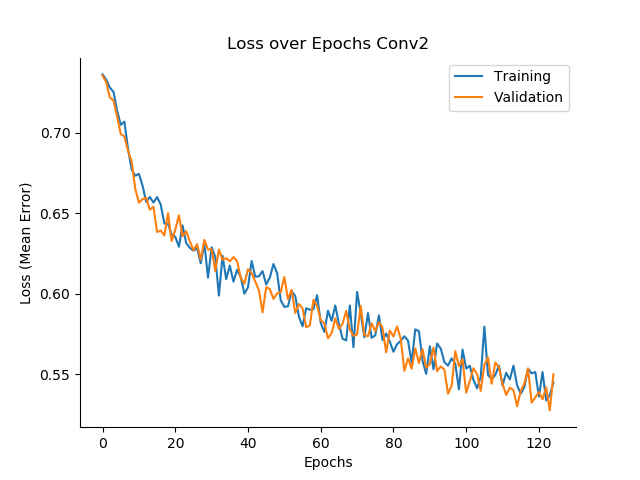 Loss over Epochs Conv2
Training
Validation
Loss (Mean Error)
0.70
0.65
0.60
0.55
0
20
40
60
80
100
120
Epochs